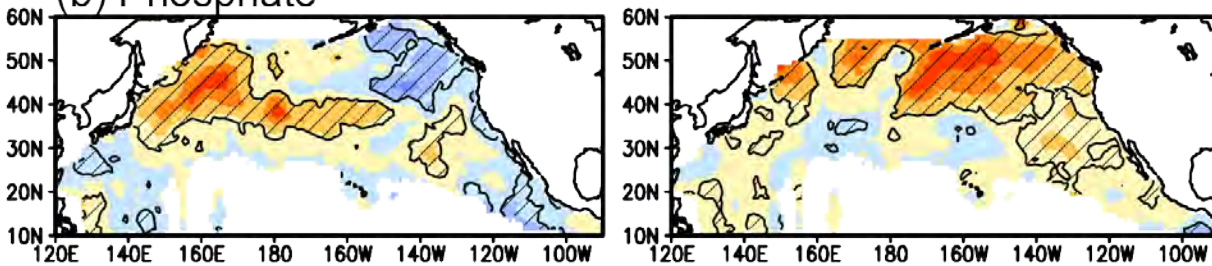 (b) Phosphate
60N 60N
50N 50N
40N 40N
30N 30N
20N 20N
10N 10N
120E 140E 160E 180 160W 140W 120W 100W 120E 140E 160E 180 160W 140W 120W 100W